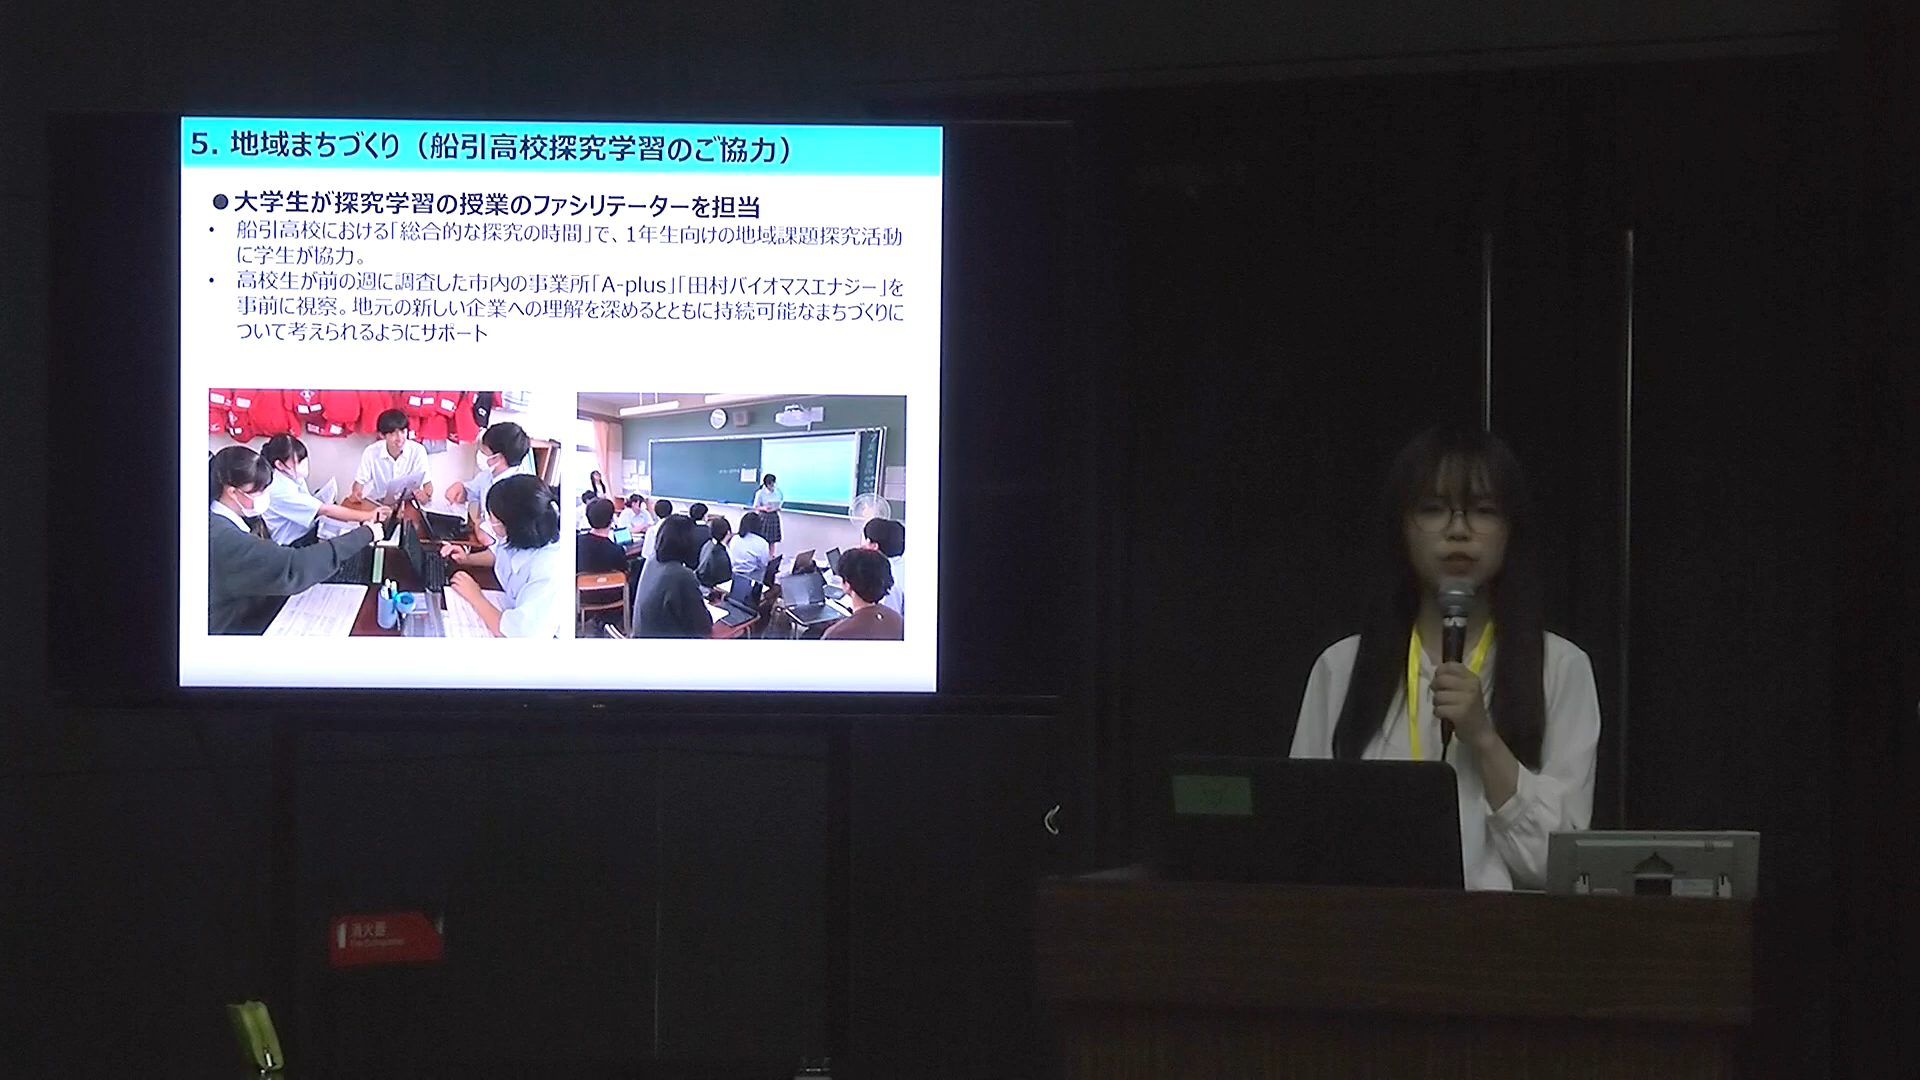 5. 地域まちづくり（船引高校探究学習のご協力）
●大学生が探究学習の授業のファシリテーターを担当
・ 船引高校における「総合的な探究の時間」で、1年生向けの地域課題探究活動
に学生が協力。
・ 高校生が前の週に調査した市内の事業所「A-plus」「田村バイオマスエナジー」を
事前に視察。地元の新しい企業への理解を深めるとともに持続可能なまちづくりに
ついて考えられるようにサポート
消火器
Fire Extinguisher